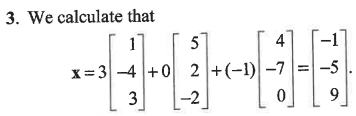 3. We calculate that
x = 3 [1 -4 3] + 0 [5 2 -2] + (-1) [4 -7 0] = [-1 -5 9].